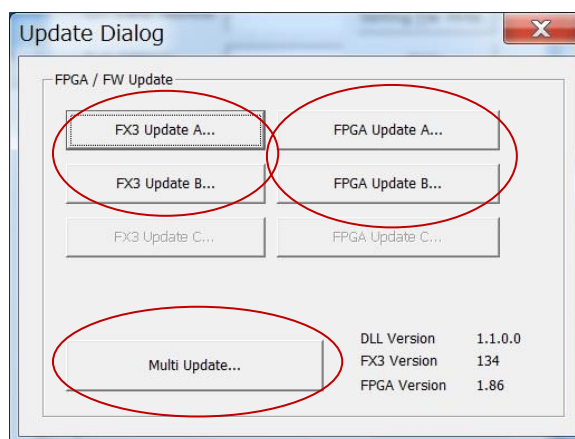 Update Dialog
FPGA / FW Update
FX3 Update A...
FPGA Update A...
FX3 Update B...
FPGA Update B...
FX3 Update C...
FPGA Update C...
Multi Update...
DLL Version 1.1.0.0
FX3 Version 134
FPGA Version 1.86